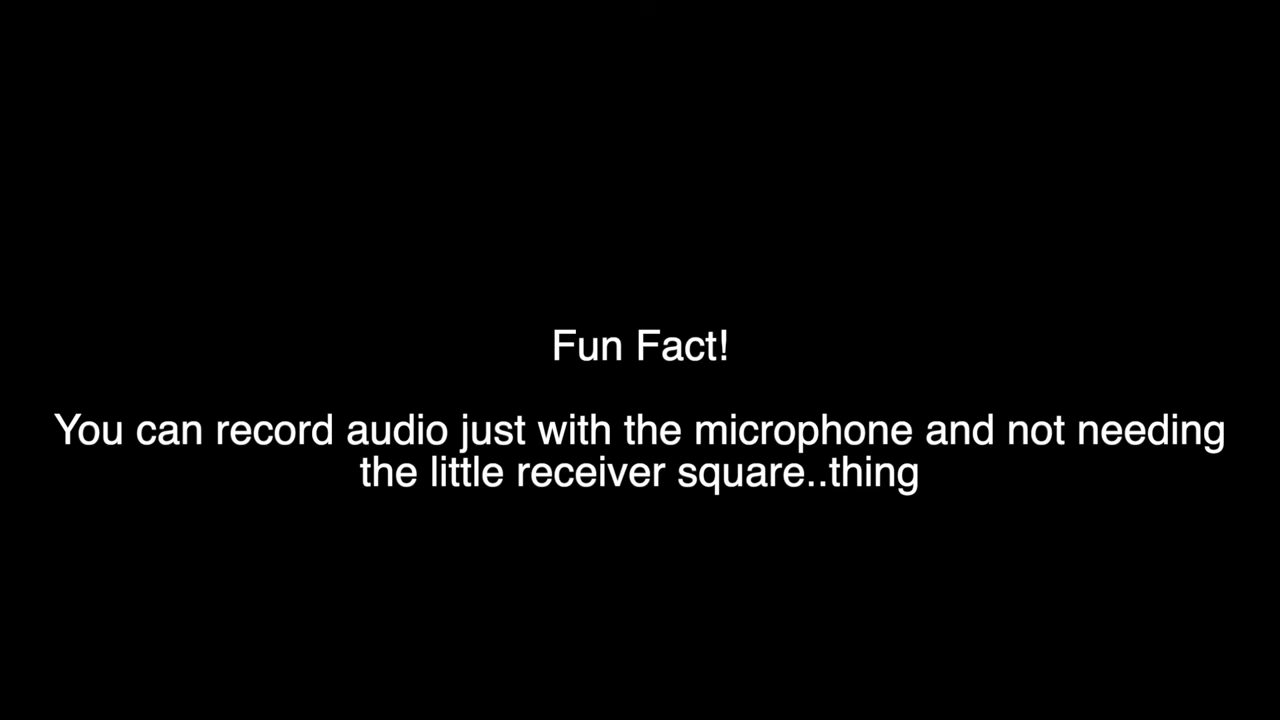 Fun Fact!
You can record audio just with the microphone and not needing
the little receiver square..thing